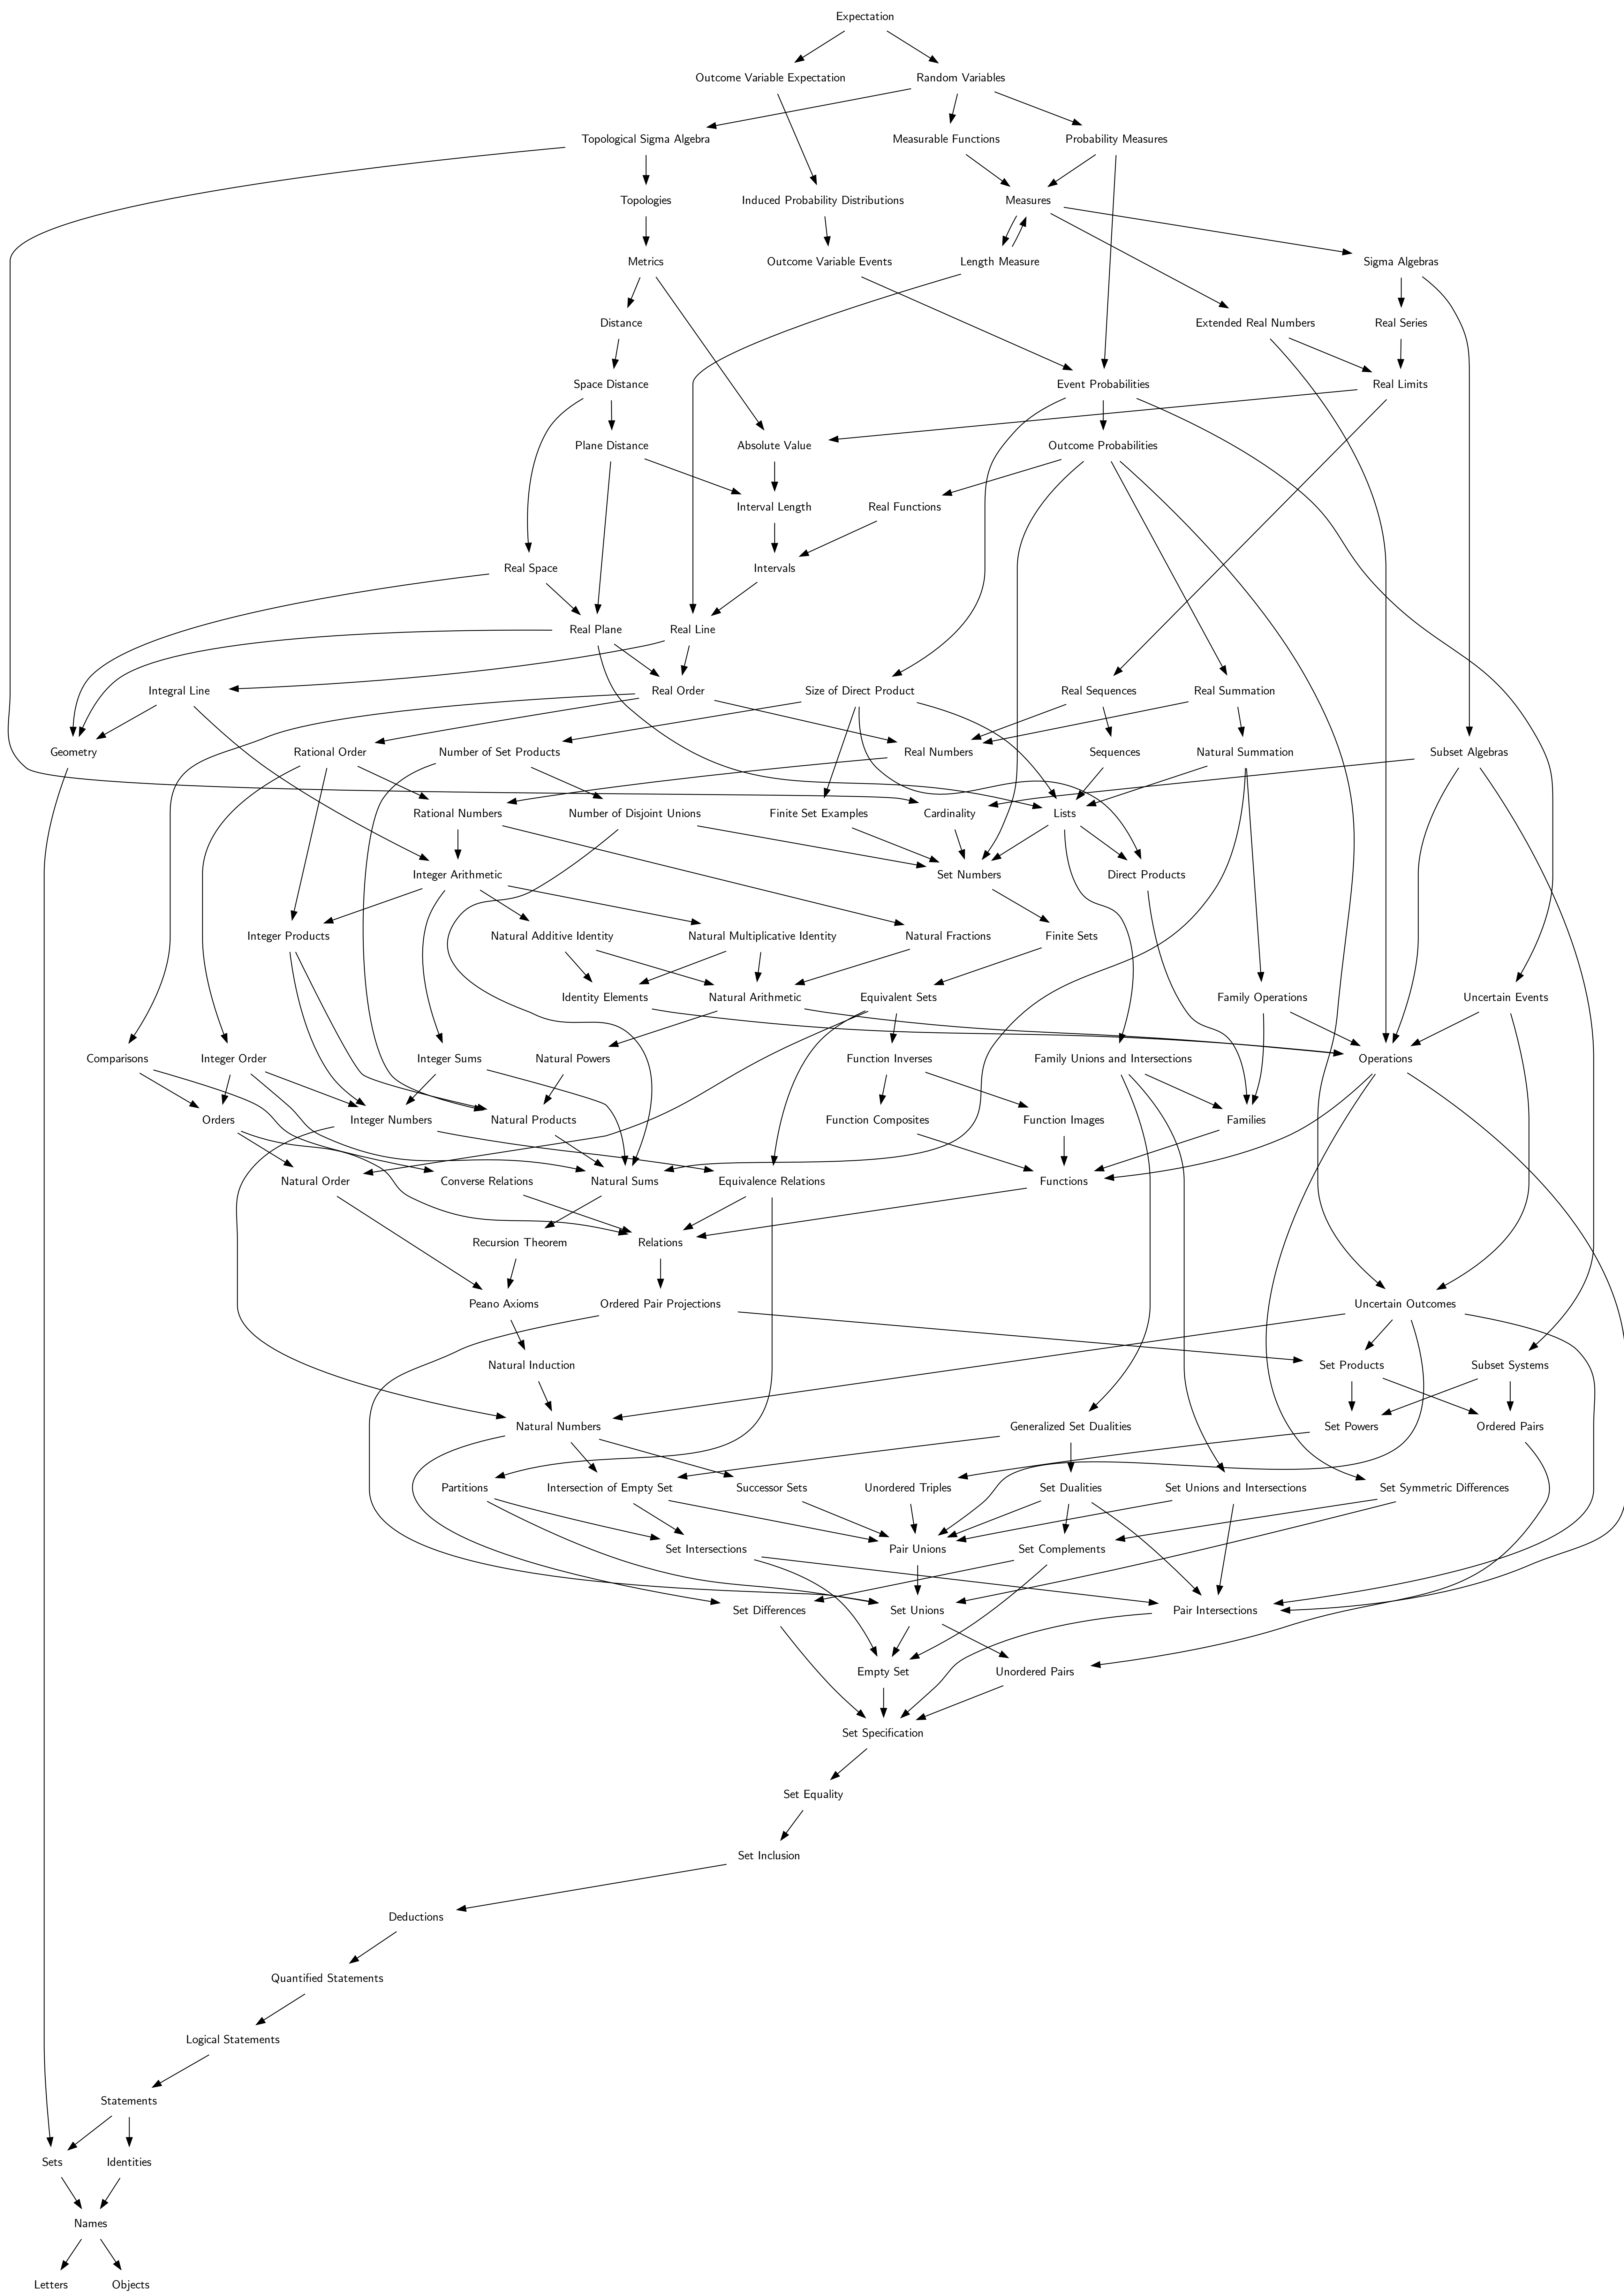 Expectation
Outcome Variable Expectation
Random Variables
Topological Sigma Algebra
Measurable Functions
Probability Measures
Topologies
Induced Probability Distributions
Measures
Metrics
Outcome Variable Events
Length Measure
Sigma Algebras
Distance
Extended Real Numbers
Real Series
Space Distance
Event Probabilities
Real Limits
Plane Distance
Absolute Value
Outcome Probabilities
Interval Length
Real Functions
Real Space
Intervals
Real Plane
Real Line
Integral Line
Real Order
Size of Direct Product
Real Sequences
Real Summation
Geometry
Rational Order
Number of Set Products
Real Numbers
Sequences
Natural Summation
Subset Algebras
Rational Numbers
Number of Disjoint Unions
Finite Set Examples
Cardinality
Lists
Integer Arithmetic
Set Numbers
Direct Products
Integer Products
Natural Additive Identity
Natural Multiplicative Identity
Natural Fractions
Finite Sets
Identity Elements
Natural Arithmetic
Equivalent Sets
Family Operations
Uncertain Events
Comparisons
Integer Order
Integer Sums
Natural Powers
Function Inverses
Family Unions and Intersections
Operations
Orders
Integer Numbers
Natural Products
Function Composites
Function Images
Families
Natural Order
Converse Relations
Natural Sums
Equivalence Relations
Functions
Recursion Theorem
Relations
Peano Axioms
Ordered Pair Projections
Uncertain Outcomes
Natural Induction
Set Products
Subset Systems
Natural Numbers
Generalized Set Dualities
Set Powers
Ordered Pairs
Partitions
Intersection of Empty Set
Successor Sets
Unordered Triples
Set Dualities
Set Unions and Intersections
Set Symmetric Differences
Set Intersections
Pair Unions
Set Complements
Set Differences
Set Unions
Pair Intersections
Empty Set
Unordered Pairs
Set Specification
Set Equality
Set Inclusion
Deductions
Quantified Statements
Logical Statements
Statements
Sets
Identities
Names
Letters
Objects